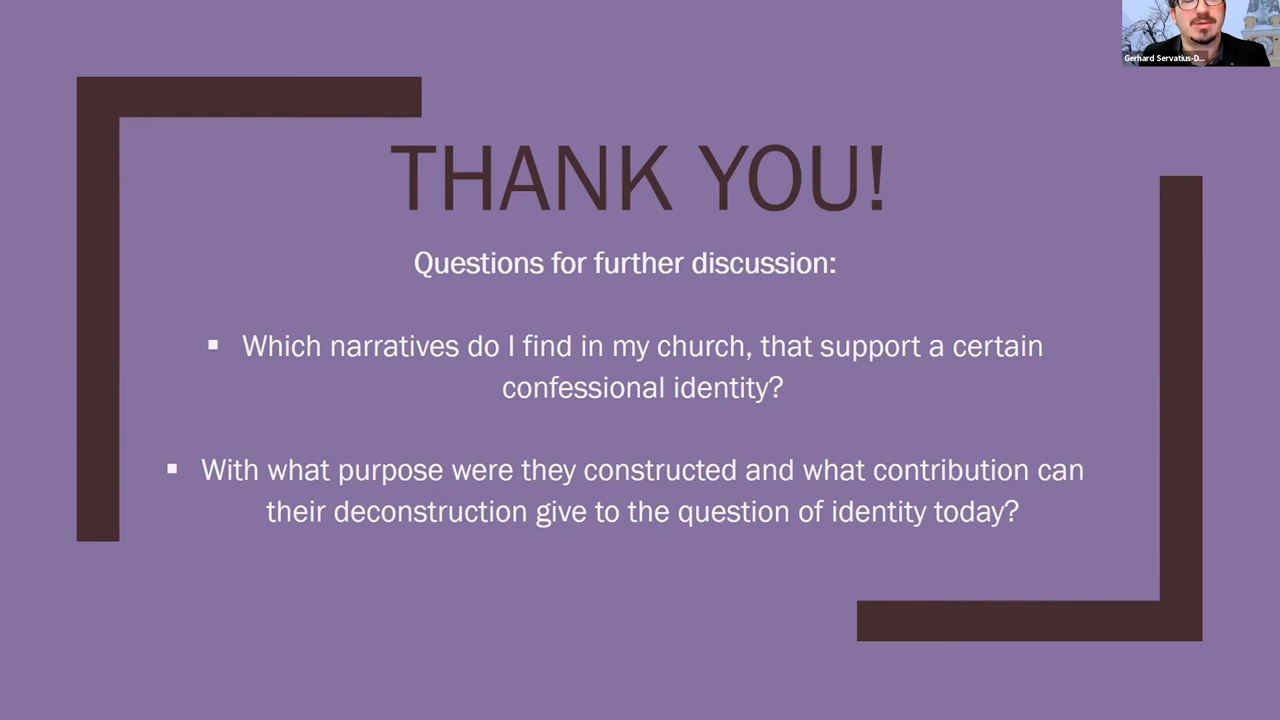 Gerhard Servatius-D...
THANK YOU!
Questions for further discussion:
▪ Which narratives do I find in my church, that support a certain
confessional identity?
▪ With what purpose were they constructed and what contribution can
their deconstruction give to the question of identity today?